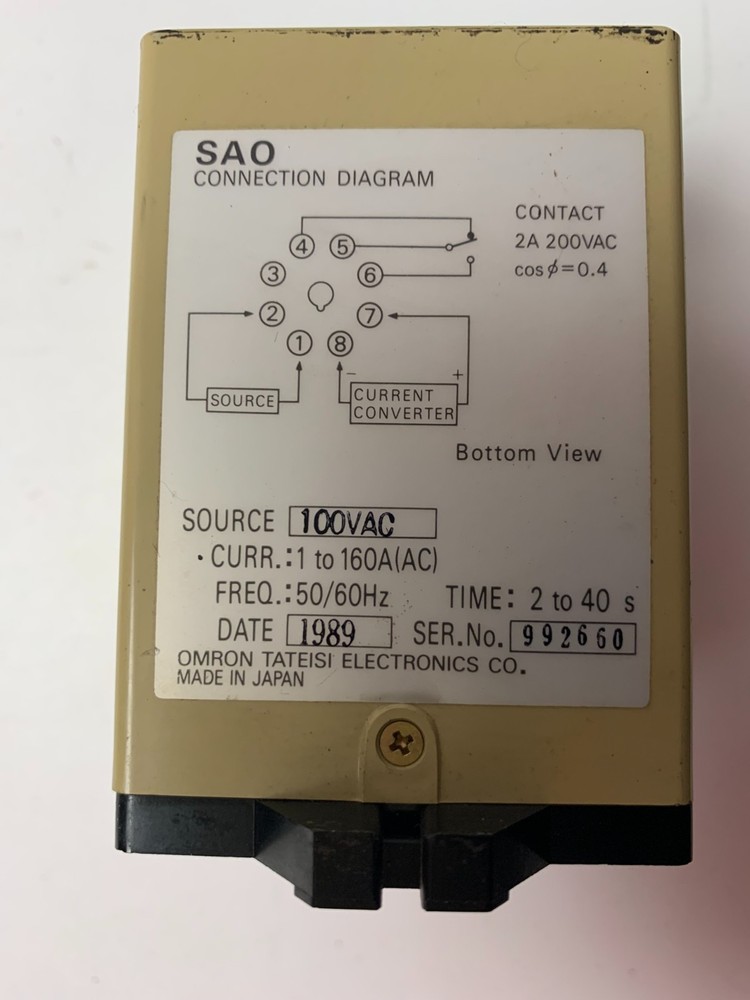 SAO
CONNECTION DIAGRAM
CONTACT
2A 200VAC
cosϕ=0.4
4 5
3 6
2 7
1 8
- +
SOURCE
CURRENT
CONVERTER
Bottom View
SOURCE 100VAC
・CURR.:1 to 160A(AC)
FREQ.:50/60Hz TIME: 2 to 40 s
DATE 1989 SER.No. 992660
OMRON TATEISI ELECTRONICS CO.
MADE IN JAPAN